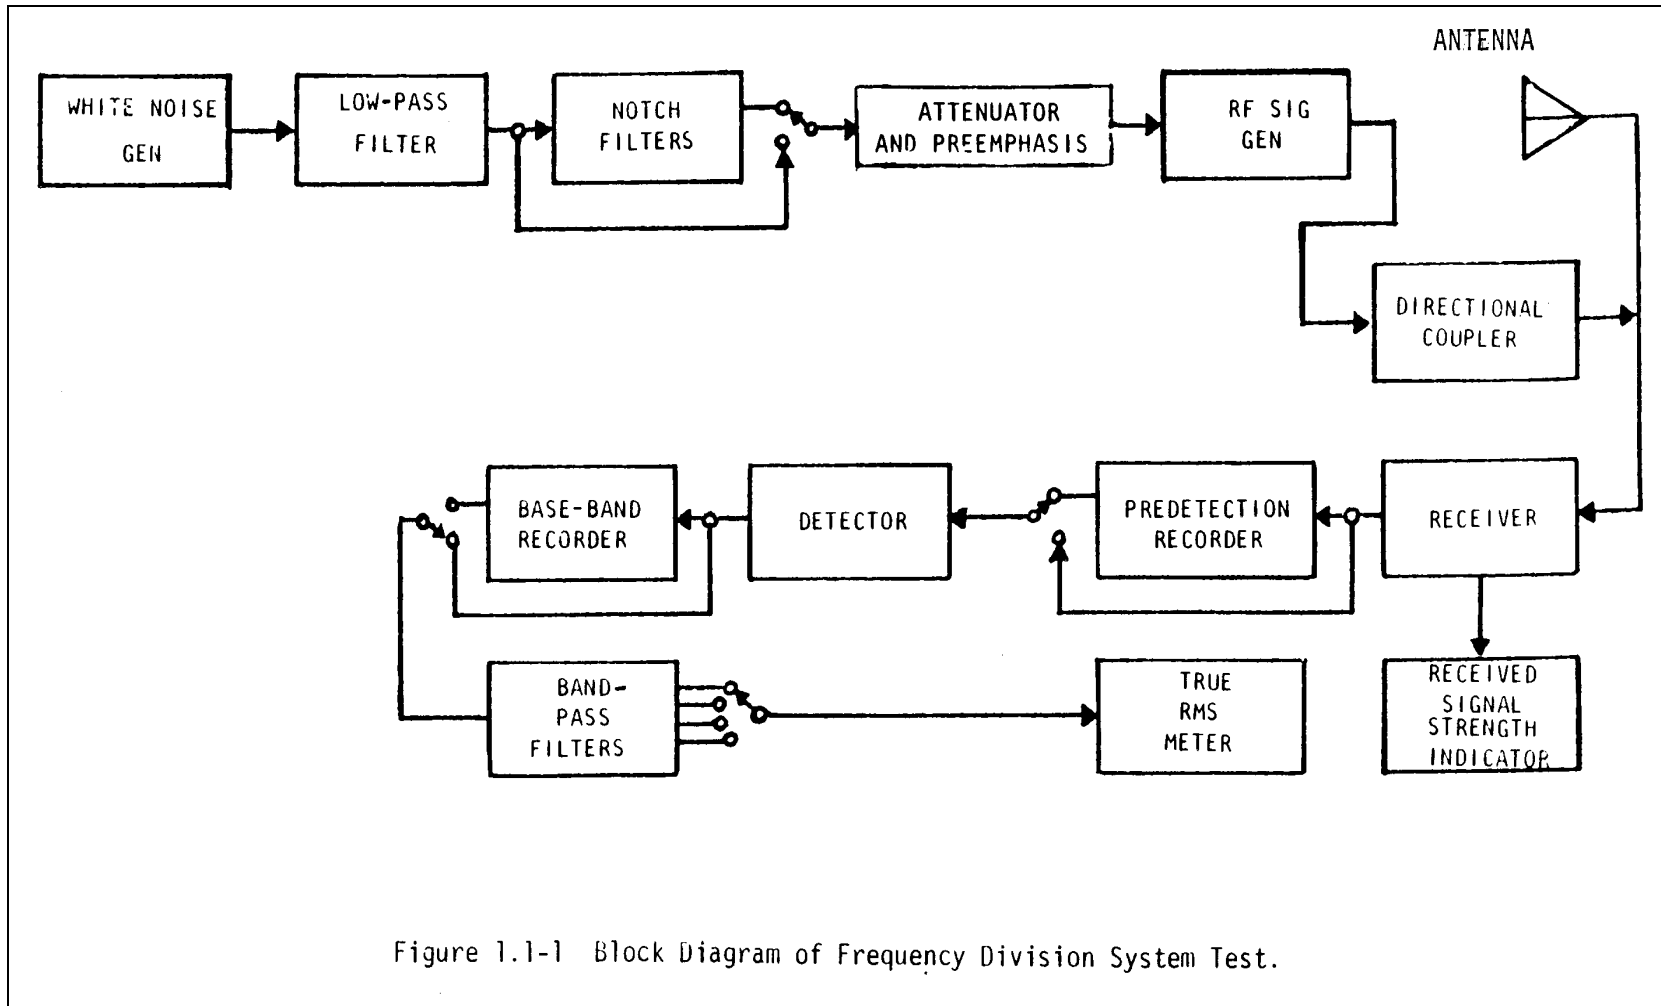 ANTENNA
WHITE NOISE
GEN
LOW-PASS
FILTER
NOTCH
FILTERS
ATTENUATOR
AND PREEMPHASIS
RF SIG
GEN
DIRECTIONAL
COUPLER
BASE-BAND
RECORDER
DETECTOR
PREDETECTION
RECORDER
RECEIVER
BAND-
PASS
FILTERS
TRUE
RMS
METER
RECEIVED
SIGNAL
STRENGTH
INDICATOR
Figure 1.1-1 Block Diagram of Frequency Division System Test.